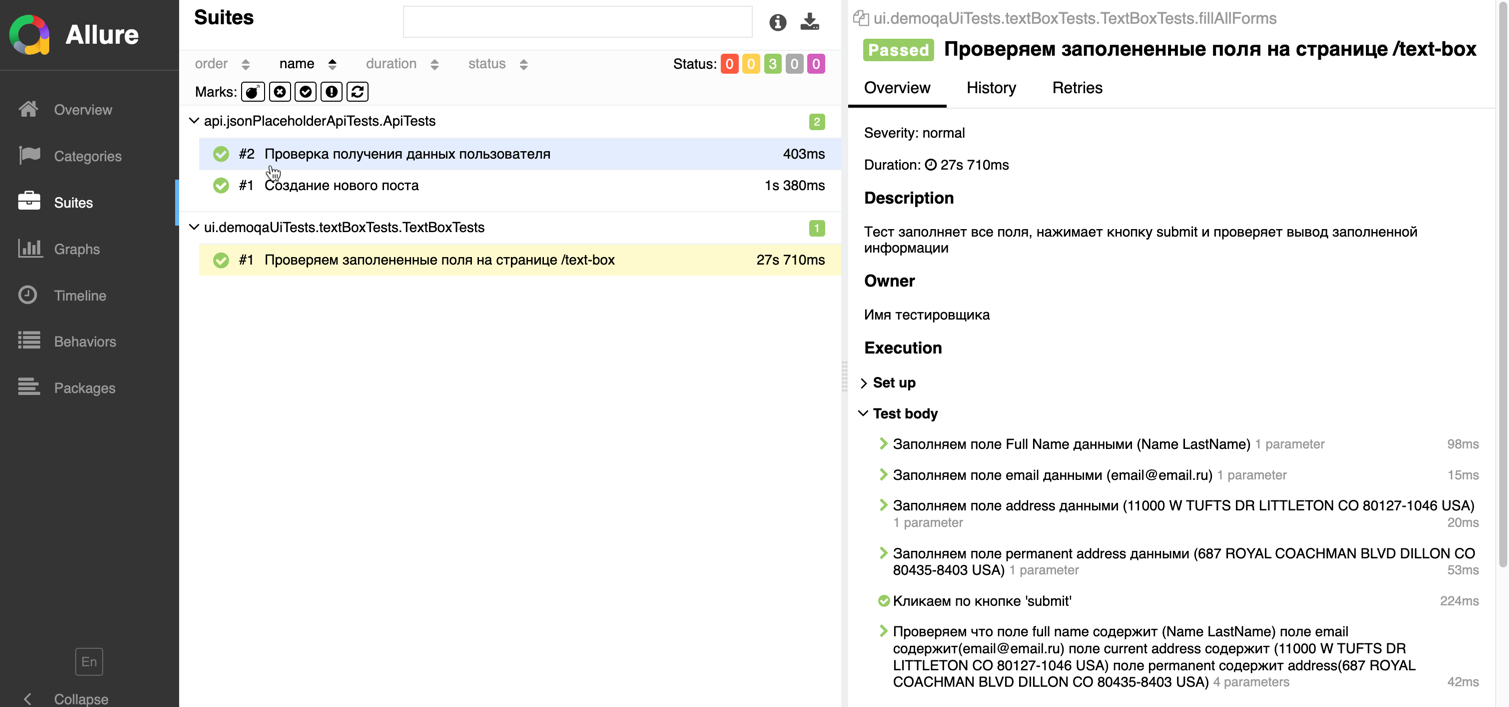 Allure
Overview
Categories
Suites
Graphs
Timeline
Behaviors
Packages
En
Collapse
Suites
order name duration status Status: 0 0 3 0 0
Marks:
api.jsonPlaceholderApiTests.ApiTests 2
#2 Проверка получения данных пользователя 403ms
#1 Создание нового поста 1s 380ms
ui.demoqaUiTests.textBoxTests.TextBoxTests 1
#1 Проверяем заполененные поля на странице /text-box 27s 710ms
ui.demoqaUiTests.textBoxTests.TextBoxTests.fillAllForms
Passed Проверяем заполененные поля на странице /text-box
Overview History Retries
Severity: normal
Duration: 27s 710ms
Description
Тест заполняет все поля, нажимает кнопку submit и проверяет вывод заполненной
информации
Owner
Имя тестировщика
Execution
Set up
Test body
Заполняем поле Full Name данными (Name LastName) 1 parameter 98ms
Заполняем поле email данными (email@email.ru) 1 parameter 15ms
Заполняем поле address данными (11000 W TUFTS DR LITTLETON CO 80127-1046 USA)
1 parameter 20ms
Заполняем поле permanent address данными (687 ROYAL COACHMAN BLVD DILLON CO
80435-8403 USA) 1 parameter 53ms
Кликаем по кнопке 'submit' 224ms
Проверяем что поле full name содержит (Name LastName) поле email
содержит(email@email.ru) поле current address содержит (11000 W TUFTS DR
LITTLETON CO 80127-1046 USA) поле permanent содержит address(687 ROYAL
COACHMAN BLVD DILLON CO 80435-8403 USA) 4 parameters 42ms